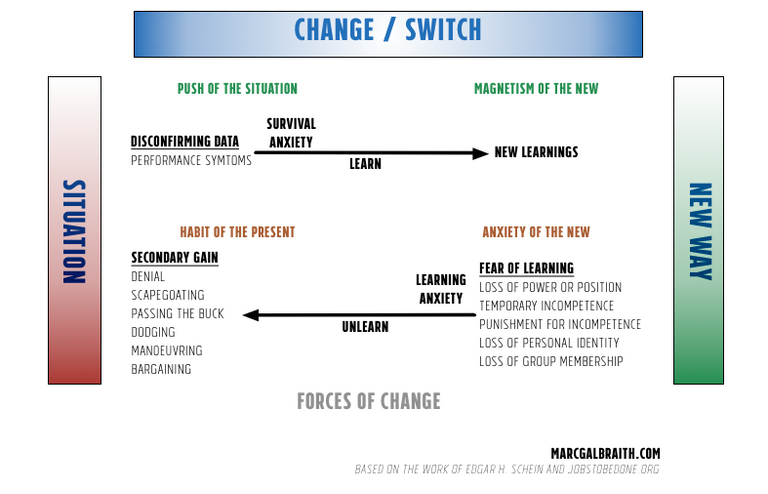 CHANGE / SWITCH
PUSH OF THE SITUATION
MAGNETISM OF THE NEW
SURVIVAL
ANXIETY
DISCONFIRMING DATA
PERFORMANCE SYMTOMS
LEARN
NEW LEARNINGS
SITUATION
NEW WAY
HABIT OF THE PRESENT
ANXIETY OF THE NEW
SECONDARY GAIN
DENIAL
SCAPEGOATING
PASSING THE BUCK
DODGING
MANOEUVRING
BARGAINING
LEARNING
ANXIETY
UNLEARN
FEAR OF LEARNING
LOSS OF POWER OR POSITION
TEMPORARY INCOMPETENCE
PUNISHMENT FOR INCOMPETENCE
LOSS OF PERSONAL IDENTITY
LOSS OF GROUP MEMBERSHIP
FORCES OF CHANGE
MARCGALBRAITH.COM
BASED ON THE WORK OF EDGAR H. SCHEIN AND JOBSTOBEDONE.ORG